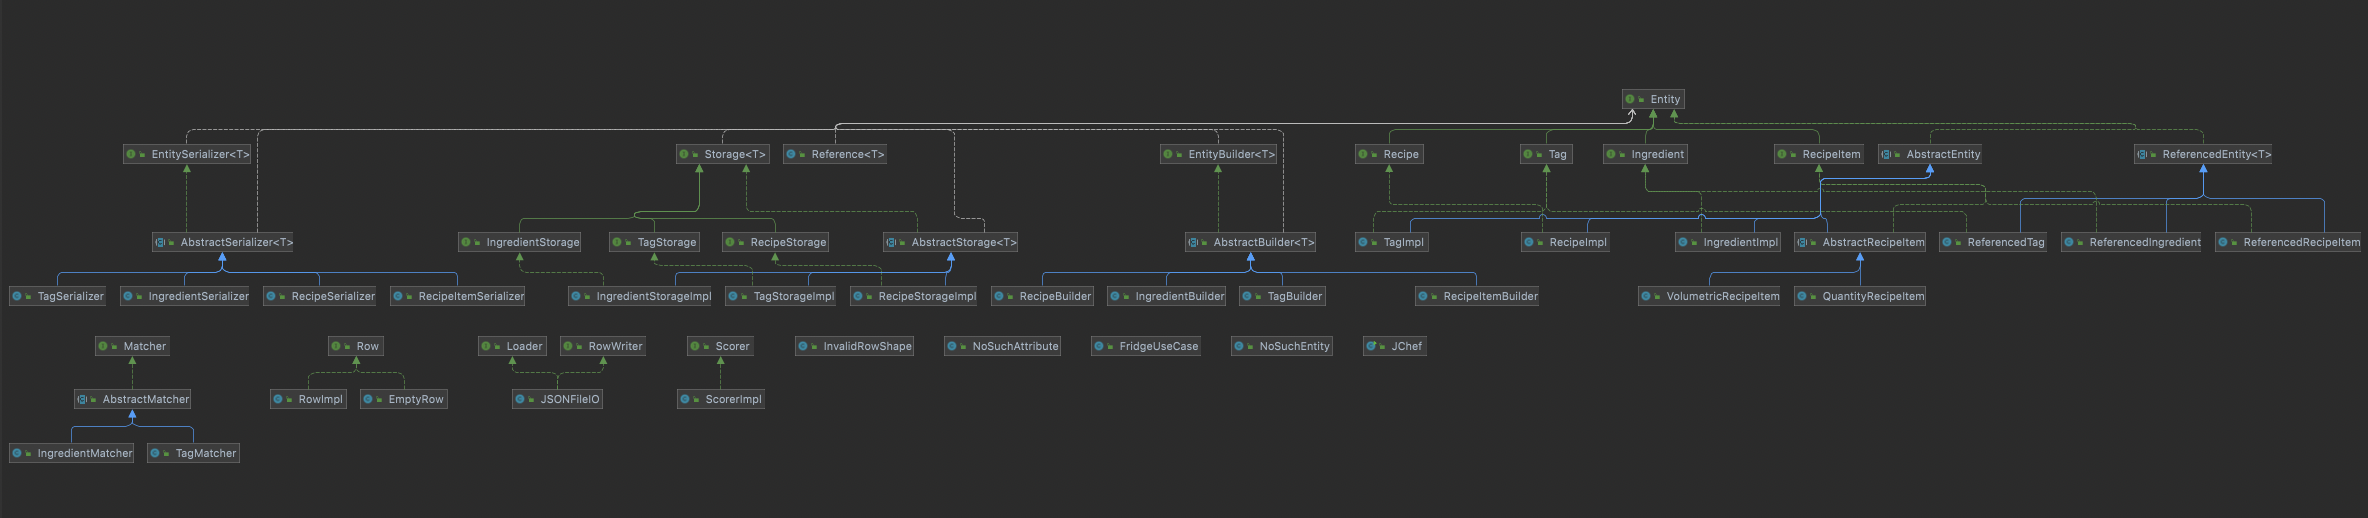 Entity
EntitySerializer<T>
Storage<T>
Reference<T>
EntityBuilder<T>
Recipe
Tag
Ingredient
RecipeItem
AbstractEntity
ReferencedEntity<T>
AbstractSerializer<T>
IngredientStorage
TagStorage
RecipeStorage
AbstractStorage<T>
AbstractBuilder<T>
TagImpl
RecipeImpl
IngredientImpl
AbstractRecipeItem
ReferencedTag
ReferencedIngredient
ReferencedRecipeItem
TagSerializer
IngredientSerializer
RecipeSerializer
RecipeItemSerializer
IngredientStorageImpl
TagStorageImpl
RecipeStorageImpl
RecipeBuilder
IngredientBuilder
TagBuilder
RecipeItemBuilder
VolumetricRecipeItem
QuantityRecipeItem
Matcher
Row
Loader
RowWriter
Scorer
InvalidRowShape
NoSuchAttribute
FridgeUseCase
NoSuchEntity
JChef
AbstractMatcher
RowImpl
EmptyRow
JSONFileIO
ScorerImpl
IngredientMatcher
TagMatcher